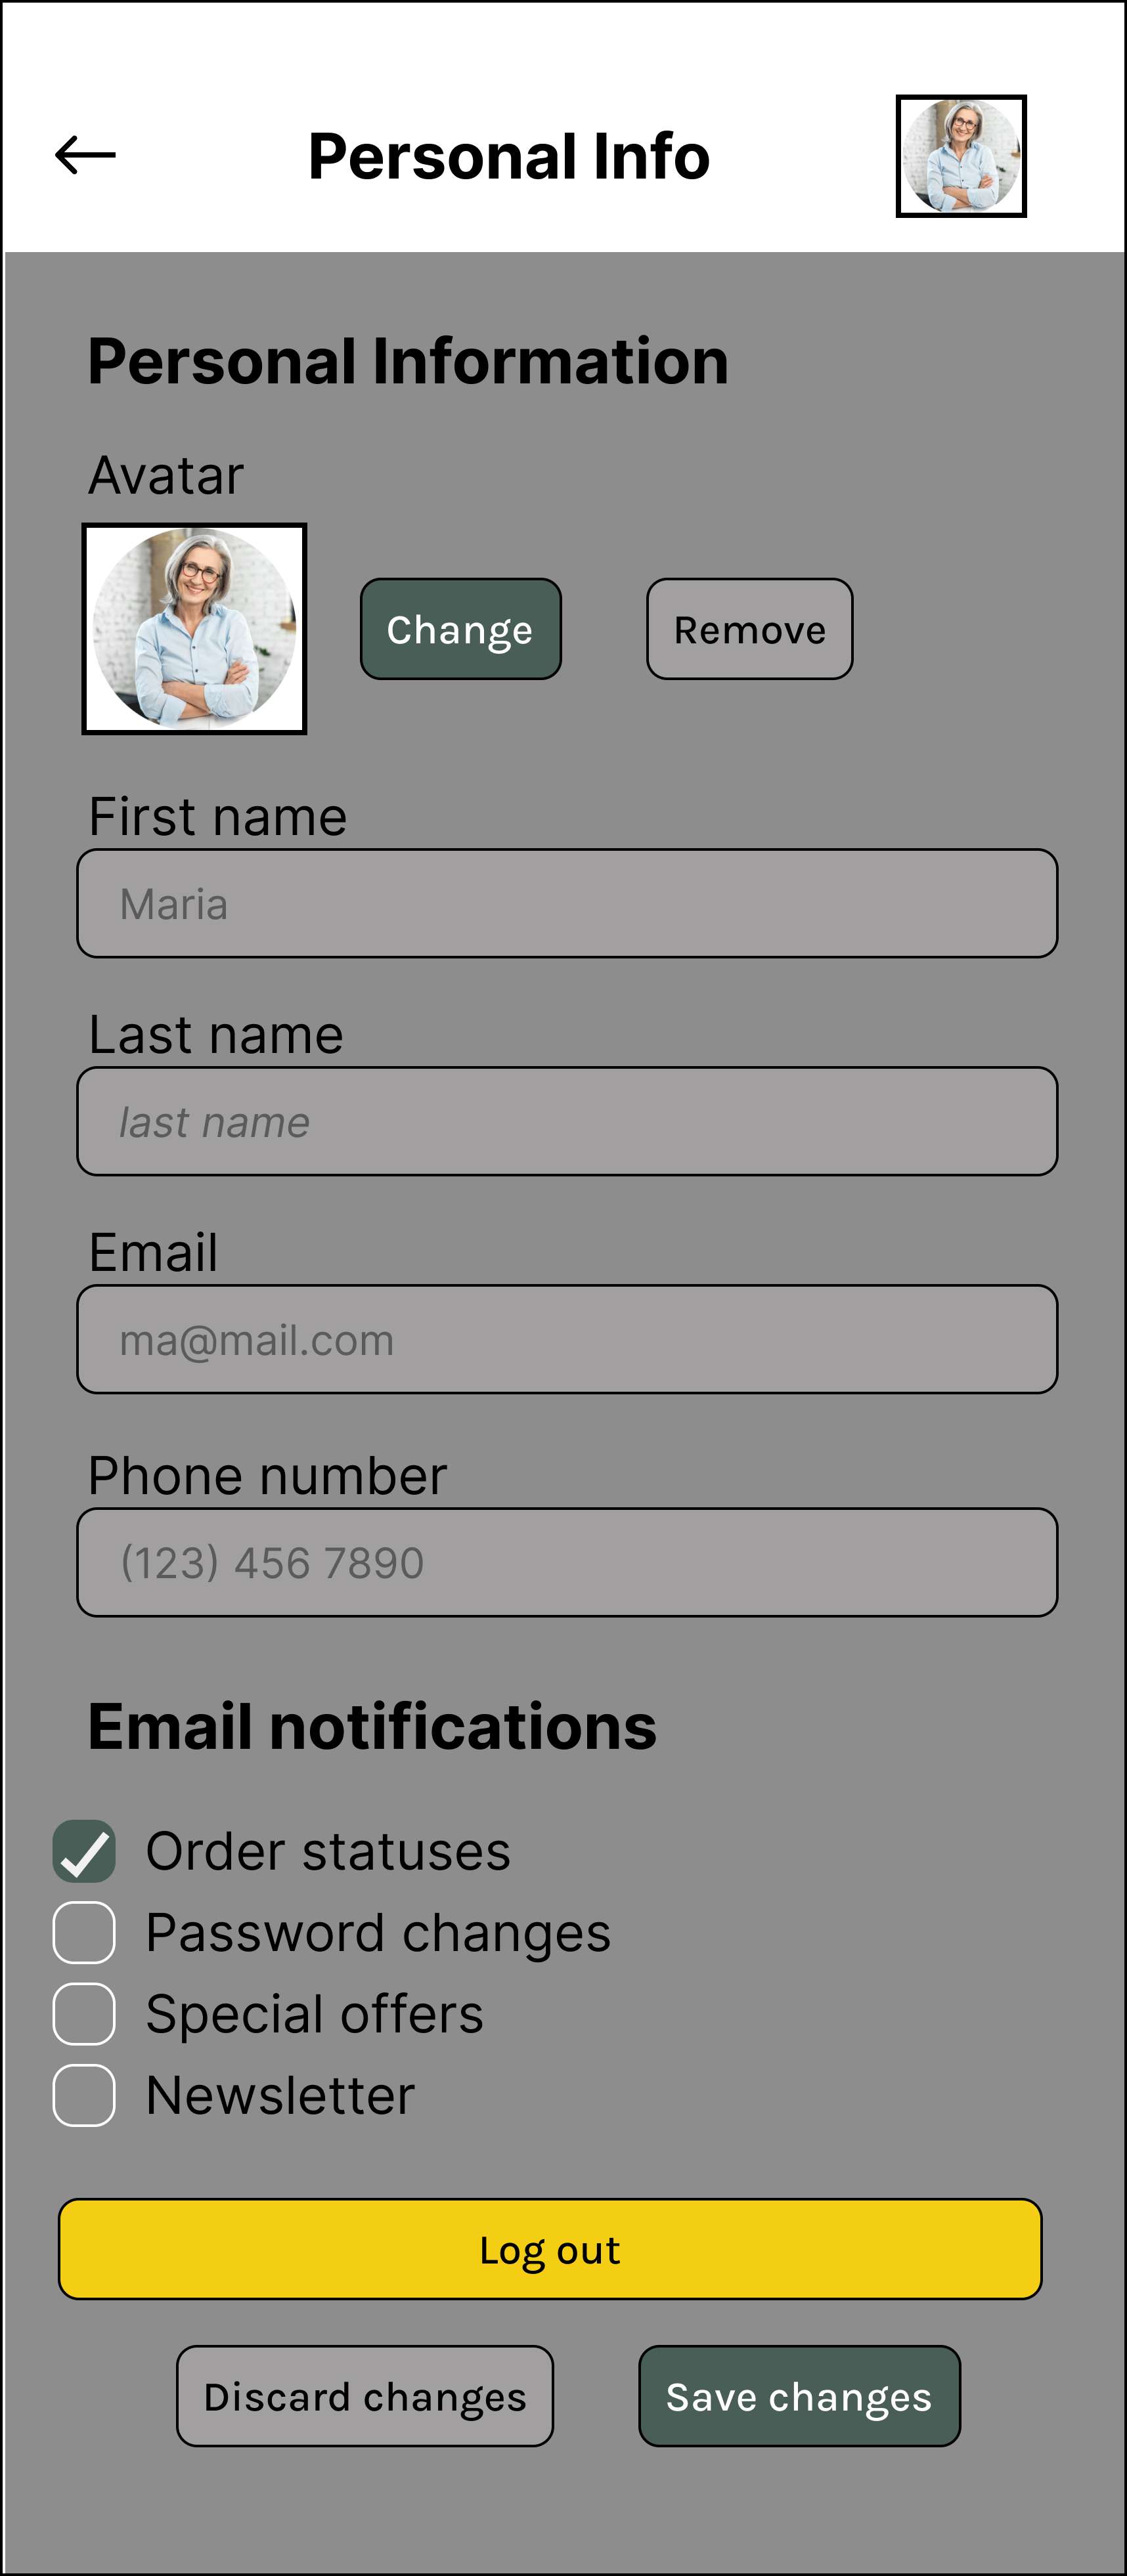 Personal Info
Personal Information
Avatar
Change
Remove
First name
Maria
Last name
last name
Email
ma@mail.com
Phone number
(123) 456 7890
Email notifications
Order statuses
Password changes
Special offers
Newsletter
Log out
Discard changes
Save changes